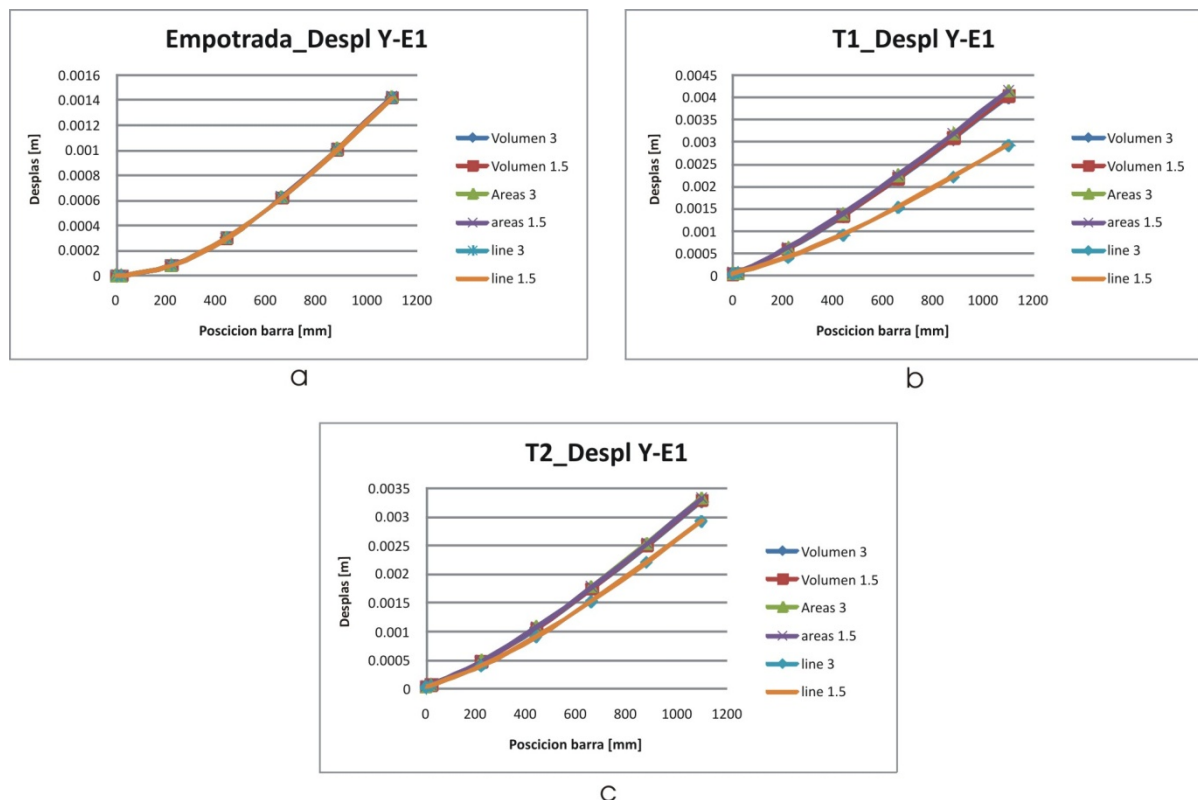 Empotrada_Despl Y-E1
Desplas [m]
0.0016
0.0014
0.0012
0.001
0.0008
0.0006
0.0004
0.0002
0
0 200 400 600 800 1000 1200
Poscicion barra [mm]
Volumen 3
Volumen 1.5
Areas 3
areas 1.5
line 3
line 1.5
a
T1_Despl Y-E1
Desplas [m]
0.0045
0.004
0.0035
0.003
0.0025
0.002
0.0015
0.001
0.0005
0
0 200 400 600 800 1000 1200
Poscicion barra [mm]
Volumen 3
Volumen 1.5
Areas 3
areas 1.5
line 3
line 1.5
b
T2_Despl Y-E1
Desplas [m]
0.0035
0.003
0.0025
0.002
0.0015
0.001
0.0005
0
0 200 400 600 800 1000 1200
Poscicion barra [mm]
Volumen 3
Volumen 1.5
Areas 3
areas 1.5
line 3
line 1.5
c